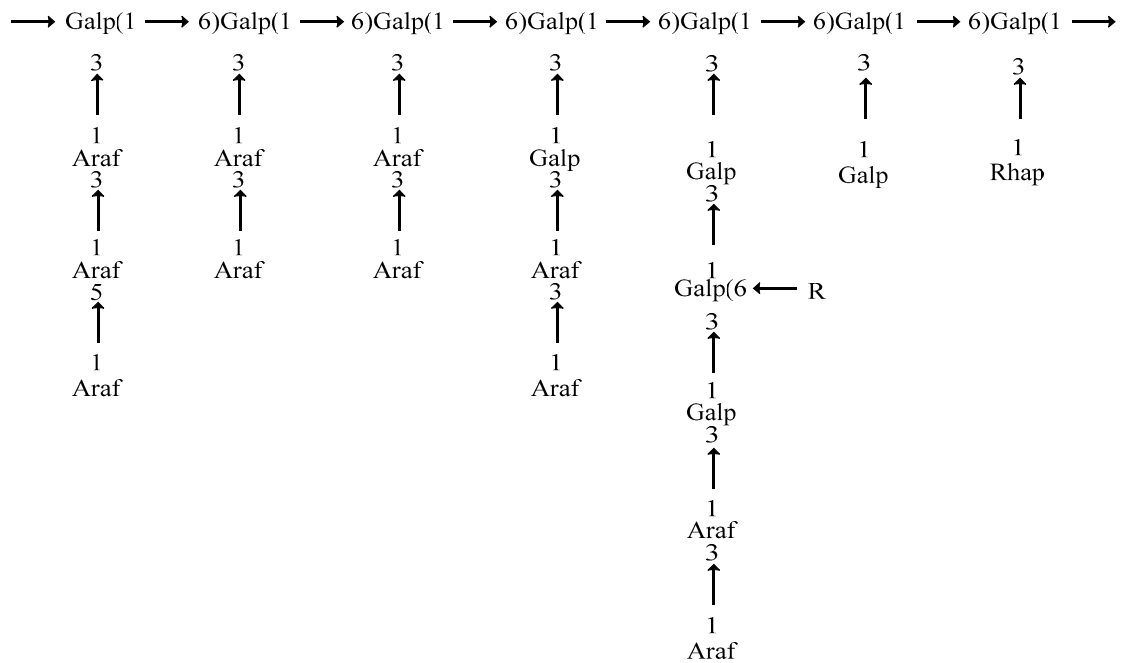 Galp(1 6)Galp(1 6)Galp(1 6)Galp(1 6)Galp(1 6)Galp(1 6)Galp(1
3 3 3 3 3 3 3
1 1 1 1 1 1 1
Araf Araf Araf Galp Galp Galp Rhap
3 3 3 3 3
1 1 1 1 1
Araf Araf Araf Araf Galp(6 R
5 3 3
1 1 1
Araf Araf Galp
3
1
Araf
3
1
Araf